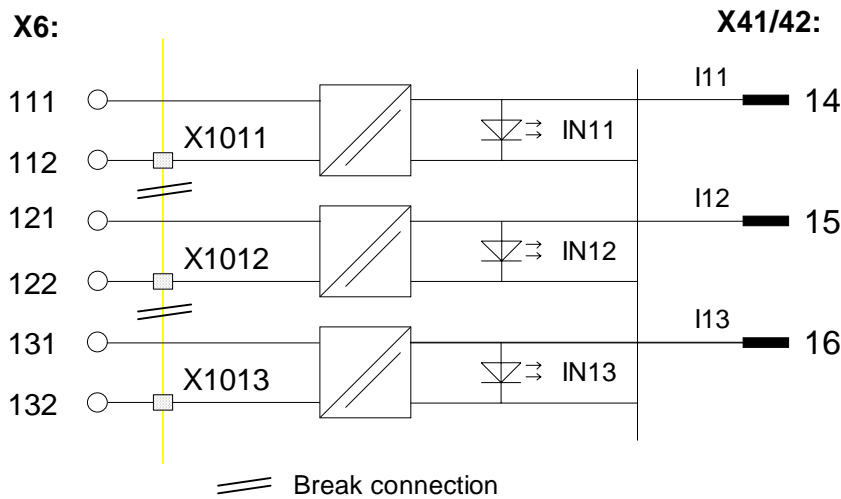 X6: X41/42:
111 I11 14
X1011 IN11
112
121 I12 15
X1012 IN12
122
131 I13 16
X1013 IN13
132
Break connection